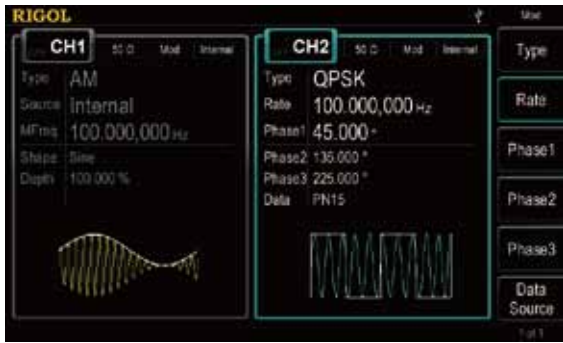 RIGOL
Mod
CH1 50 Ω Mod Internal
Type AM
Source Internal
MFreq 100.000,000 Hz
Shape Sine
Depth 100.000 %
CH2 50 Ω Mod Internal
Type QPSK
Rate 100.000,000 Hz
Phase1 45.000 °
Phase2 135.000 °
Phase3 225.000 °
Data PN15
Type
Rate
Phase1
Phase2
Phase3
Data
Source
1 of 1